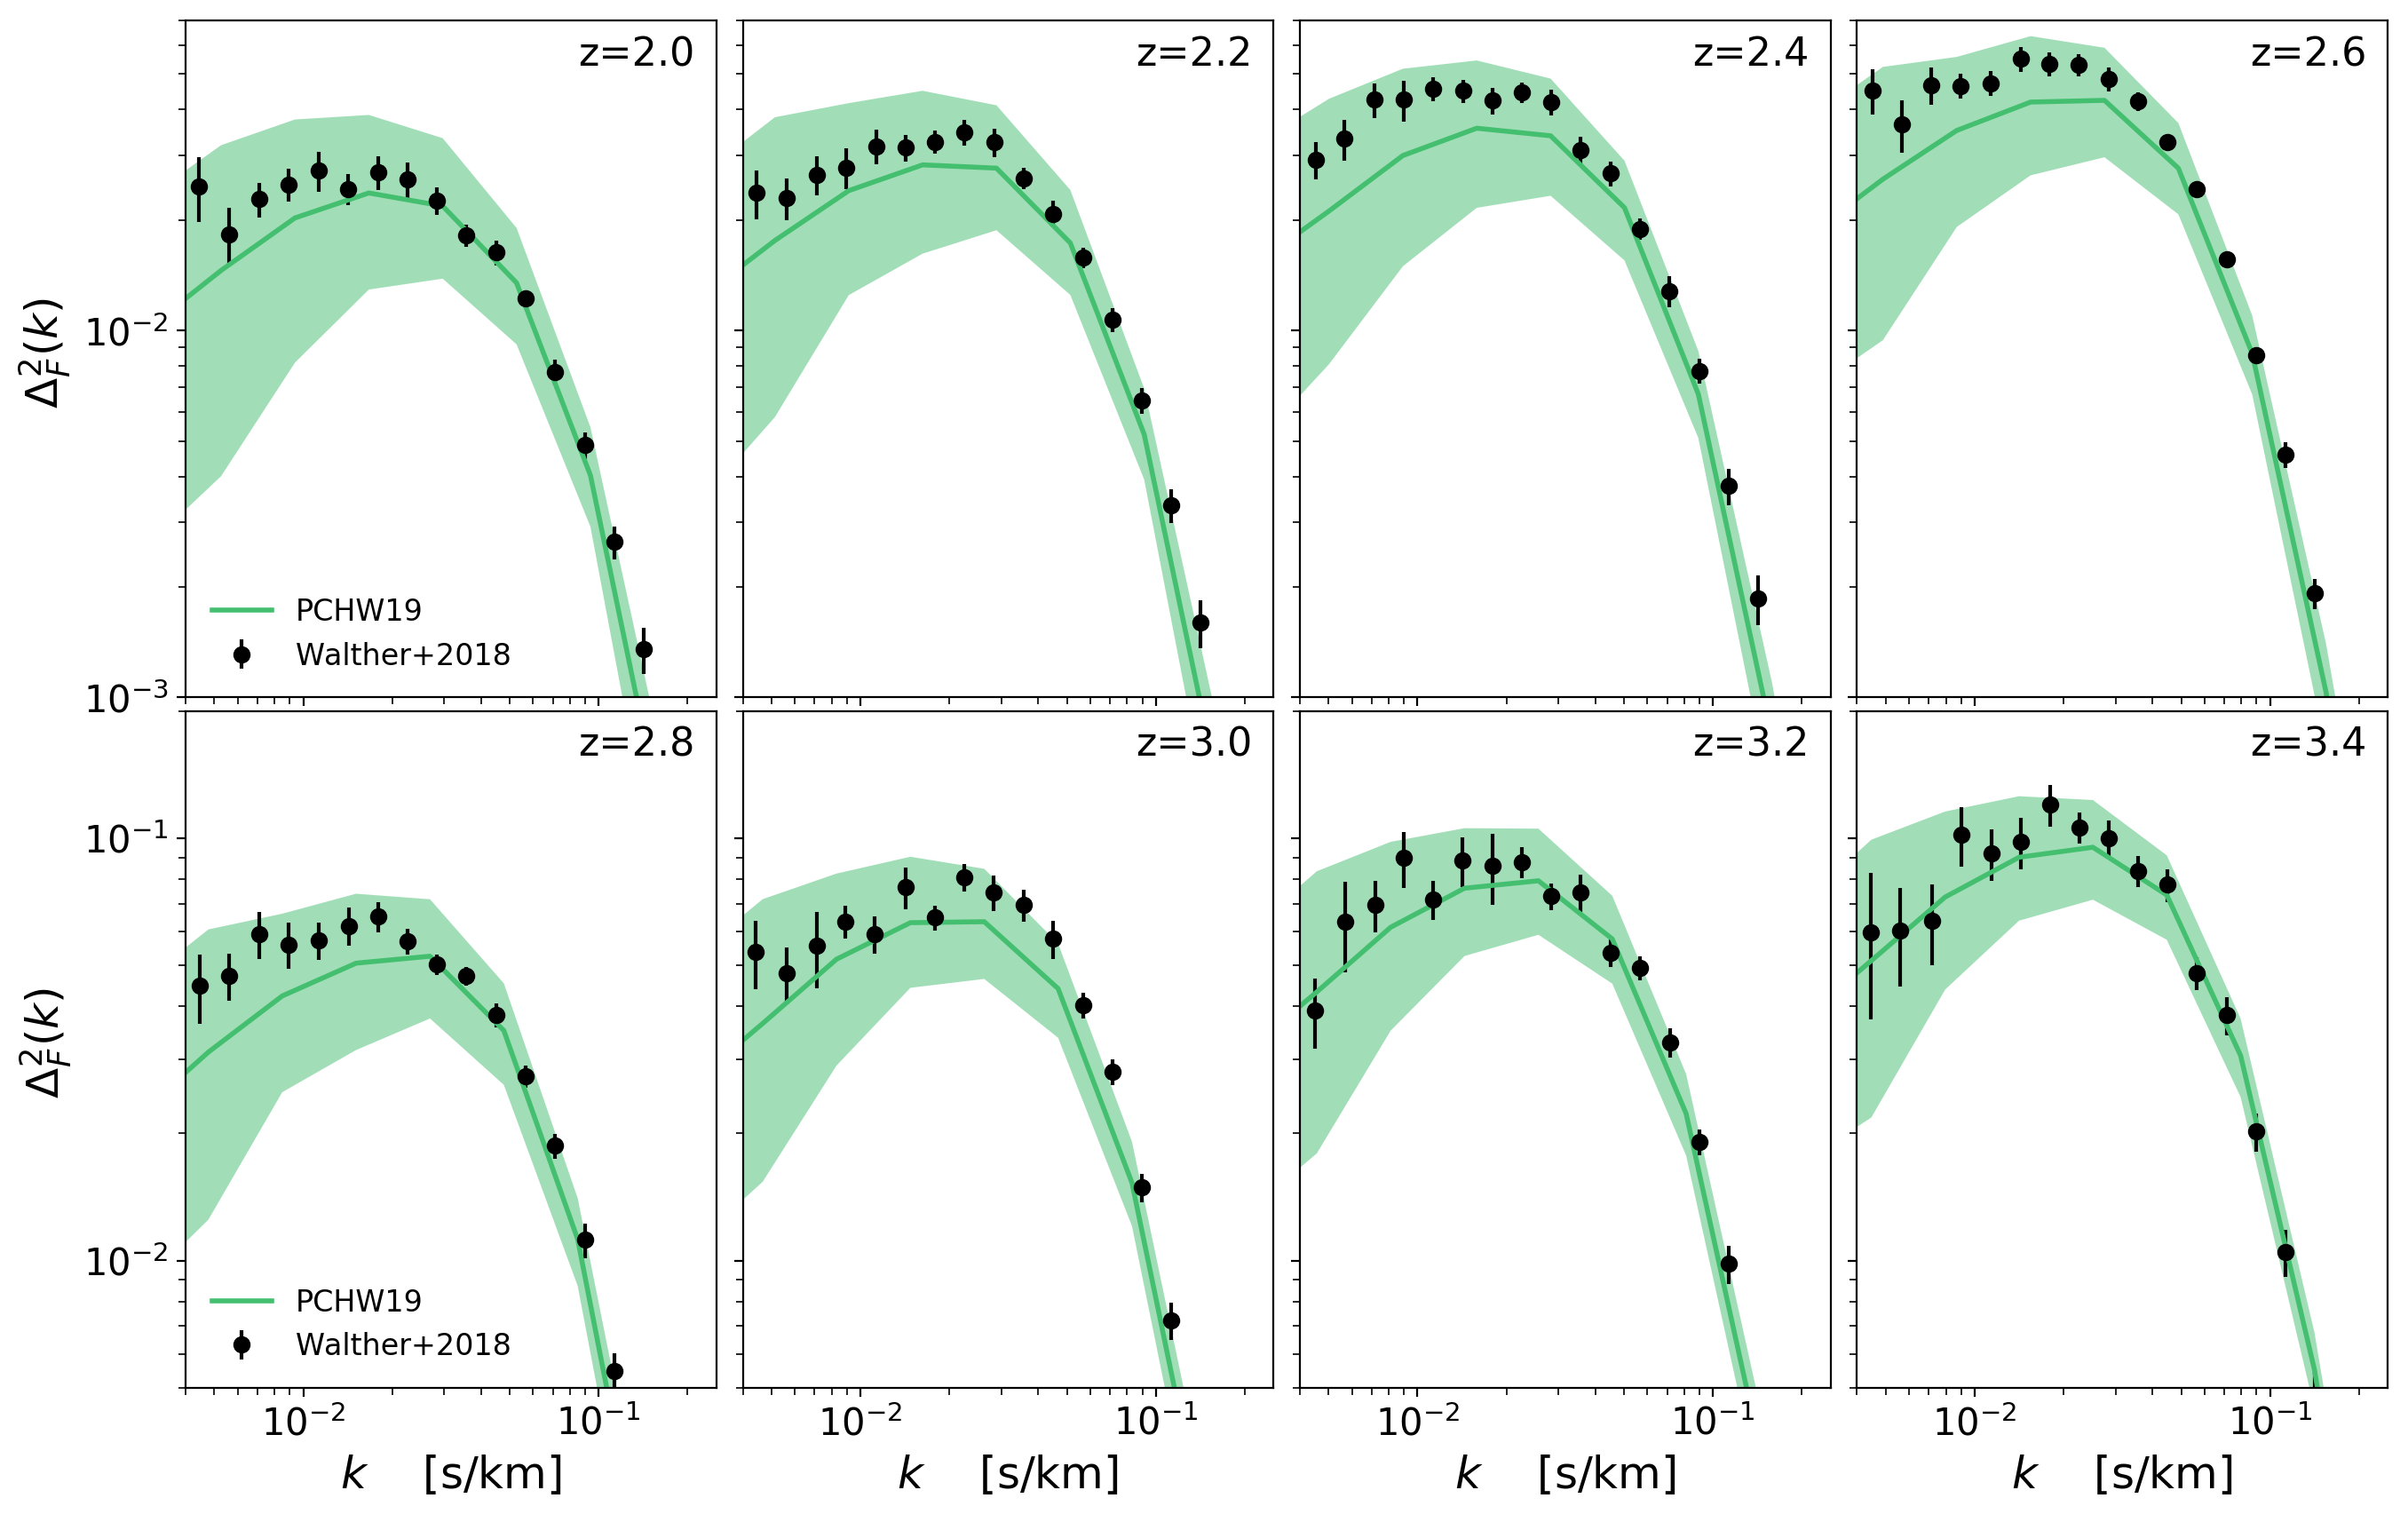 z=2.0
z=2.2
z=2.4
z=2.6
Δ²_F(k)
10⁻²
10⁻³
PCHW19
Walther+2018
z=2.8
z=3.0
z=3.2
z=3.4
Δ²_F(k)
10⁻¹
10⁻²
PCHW19
Walther+2018
10⁻² 10⁻¹ 10⁻² 10⁻¹ 10⁻² 10⁻¹ 10⁻² 10⁻¹
k [s/km]
k [s/km]
k [s/km]
k [s/km]